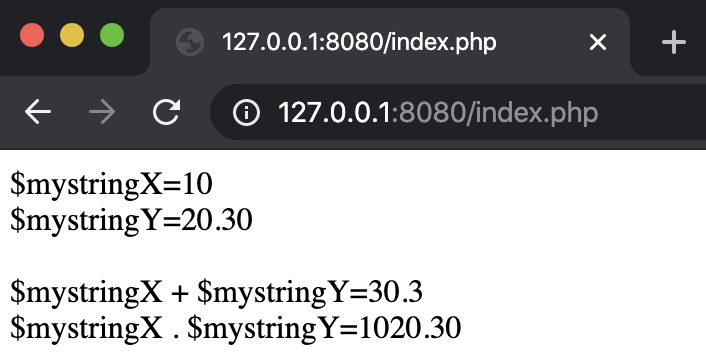 127.0.0.1:8080/index.php
127.0.0.1:8080/index.php
$mystringX=10
$mystringY=20.30
$mystringX + $mystringY=30.3
$mystringX . $mystringY=1020.30